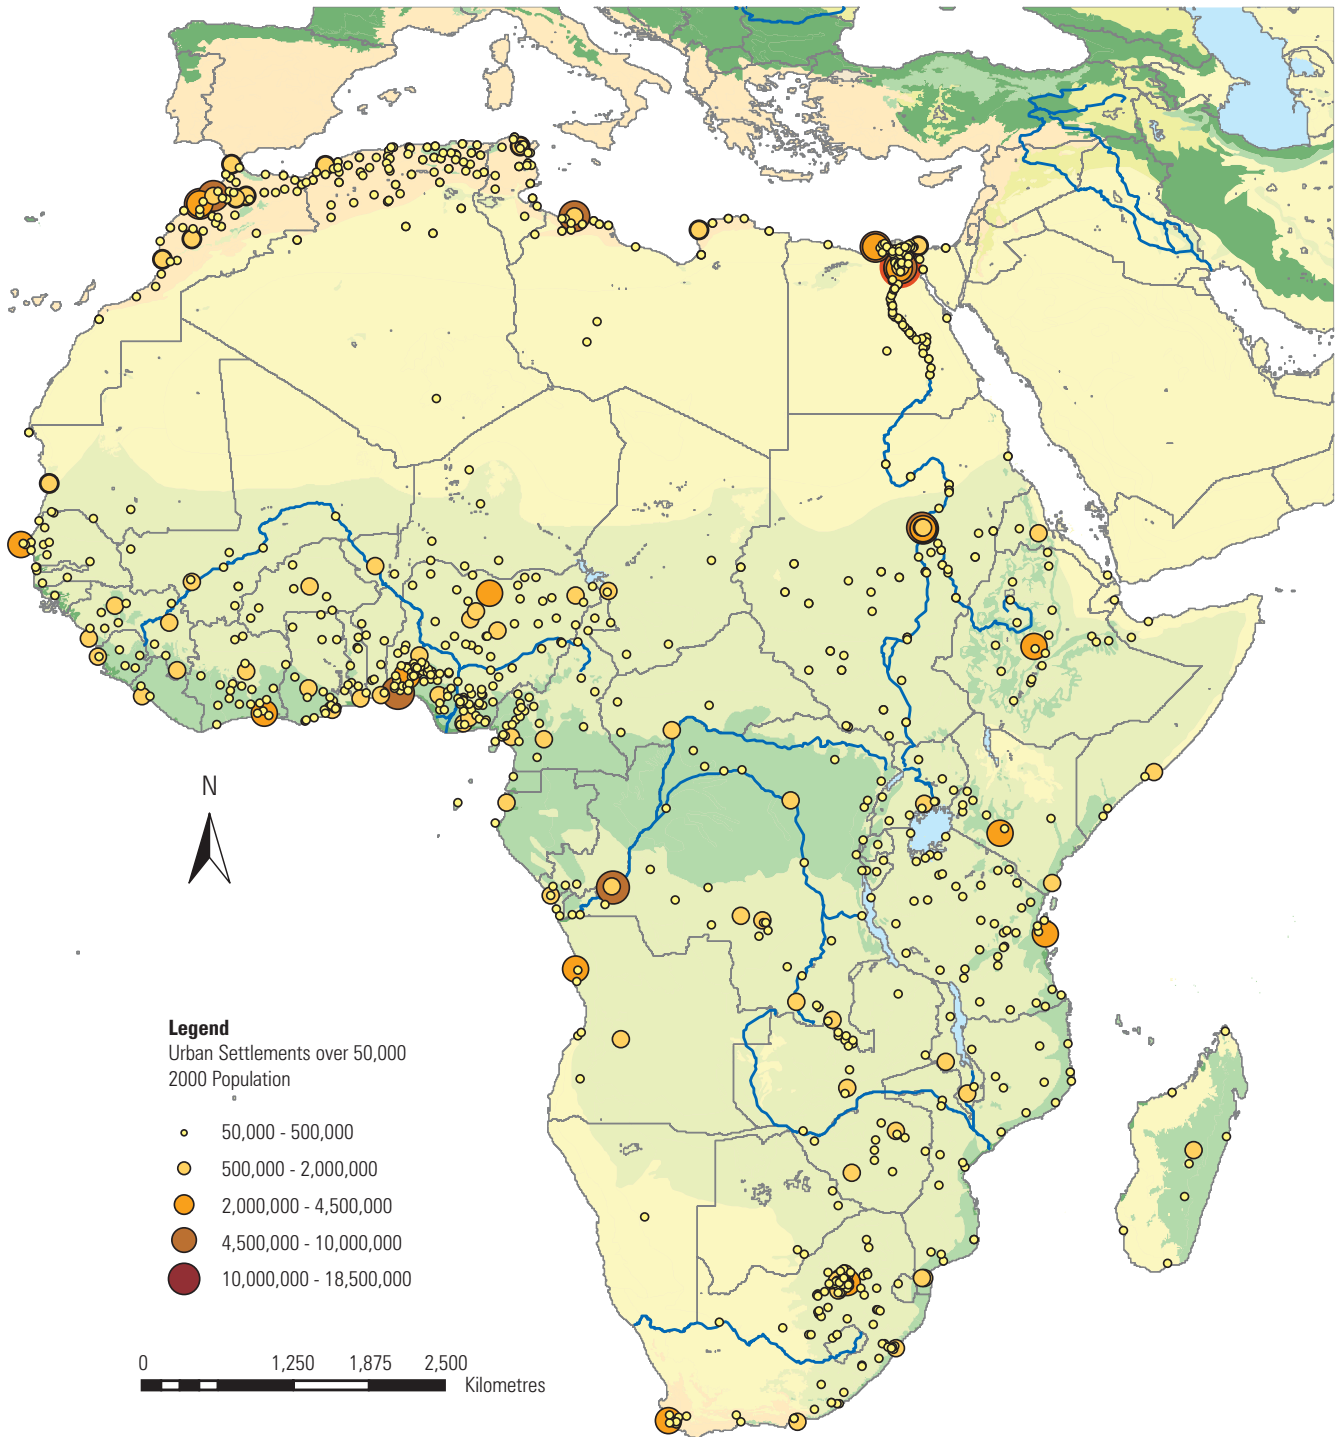 N
Legend
Urban Settlements over 50,000
2000 Population
50,000 - 500,000
500,000 - 2,000,000
2,000,000 - 4,500,000
4,500,000 - 10,000,000
10,000,000 - 18,500,000
0 1,250 1,875 2,500
Kilometres